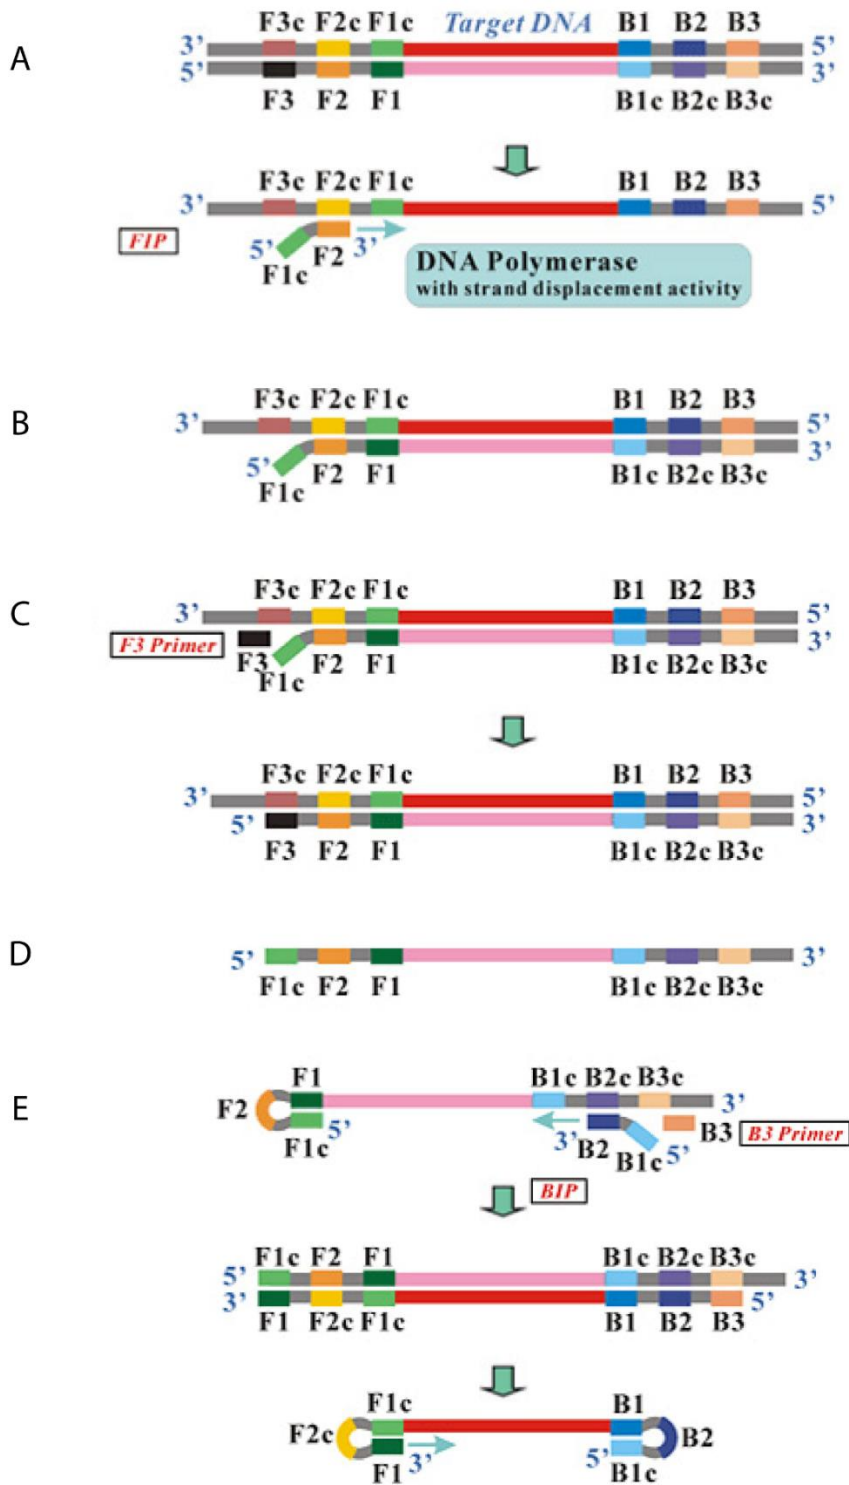 A
F3c F2c F1c Target DNA B1 B2 B3
3’ 5’
5’ 3’
F3 F2 F1 B1c B2c B3c
F3c F2c F1c B1 B2 B3
3’ 5’
FIP
5’ F1c F2 3’
DNA Polymerase
with strand displacement activity
B
F3c F2c F1c B1 B2 B3
3’ 5’
3’
5’ F1c F2 F1 B1c B2c B3c
C
F3c F2c F1c B1 B2 B3
3’ 5’
F3 Primer 3’
F3 F1c F2 F1 B1c B2c B3c
F3c F2c F1c B1 B2 B3
3’ 5’
5’ 3’
F3 F2 F1 B1c B2c B3c
D
5’ 3’
F1c F2 F1 B1c B2c B3c
E
F1 B1c B2c B3c
F2 3’
F1c 5’ 3’ B2 B1c 5’ B3 B3 Primer
BIP
F1c F2 F1 B1c B2c B3c
5’ 3’
3’ 5’
F1 F2c F1c B1 B2 B3
F1c B1
F2c B2
F1 3’ 5’ B1c